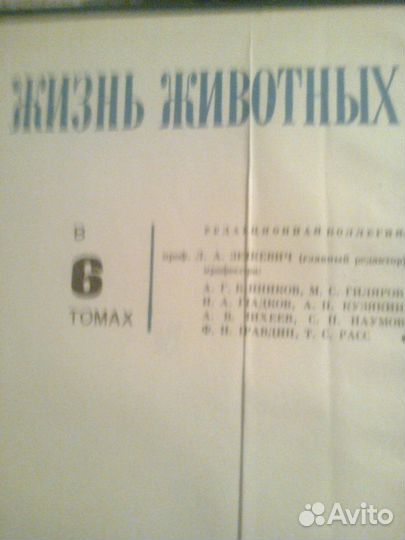 ЖИЗНЬ ЖИВОТНЫХ
В
6
ТОМАХ
РЕДАКЦИОННАЯ КОЛЛЕГИЯ
проф. Л. А. ЗЕНКЕВИЧ (главный редактор)
профессора:
А. Г. БАННИКОВ, М. С. ГИЛЯРОВ
Н. А. ГЛАДКОВ, А. П. КУЗЯКИН
А. В. МИХЕЕВ, С. П. НАУМОВ
Ф. Н. ПРАВДИН, Т. С. РАСС
Avito